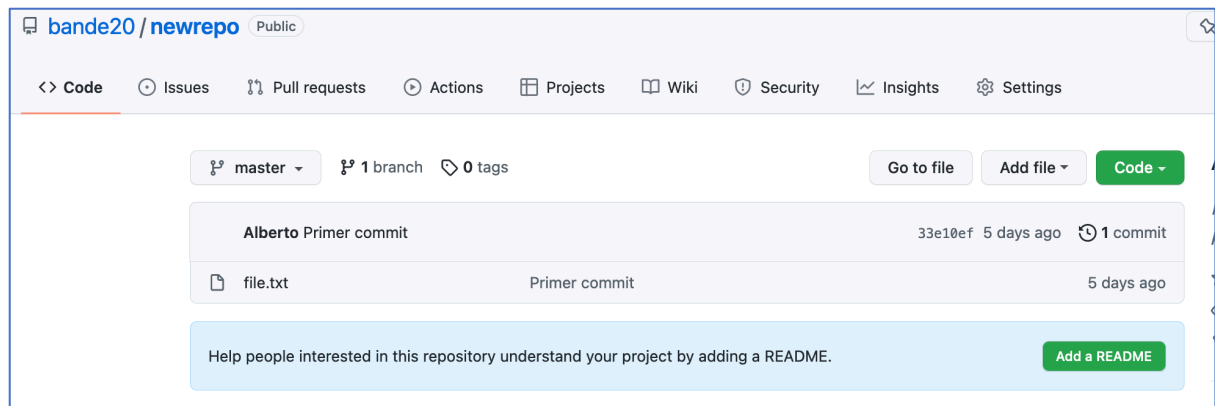 bande20 / newrepo Public
Code Issues Pull requests Actions Projects Wiki Security Insights Settings
master 1 branch 0 tags Go to file Add file Code
Alberto Primer commit 33e10ef 5 days ago 1 commit
file.txt Primer commit 5 days ago
Help people interested in this repository understand your project by adding a README. Add a README